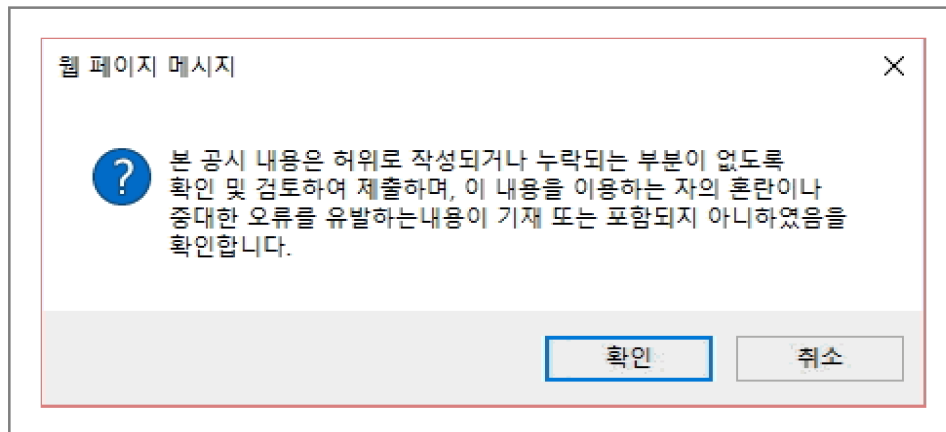 웹 페이지 메시지
본 공시 내용은 허위로 작성되거나 누락되는 부분이 없도록
확인 및 검토하여 제출하며, 이 내용을 이용하는 자의 혼란이나
중대한 오류를 유발하는내용이 기재 또는 포함되지 아니하였음을
확인합니다.
확인 취소